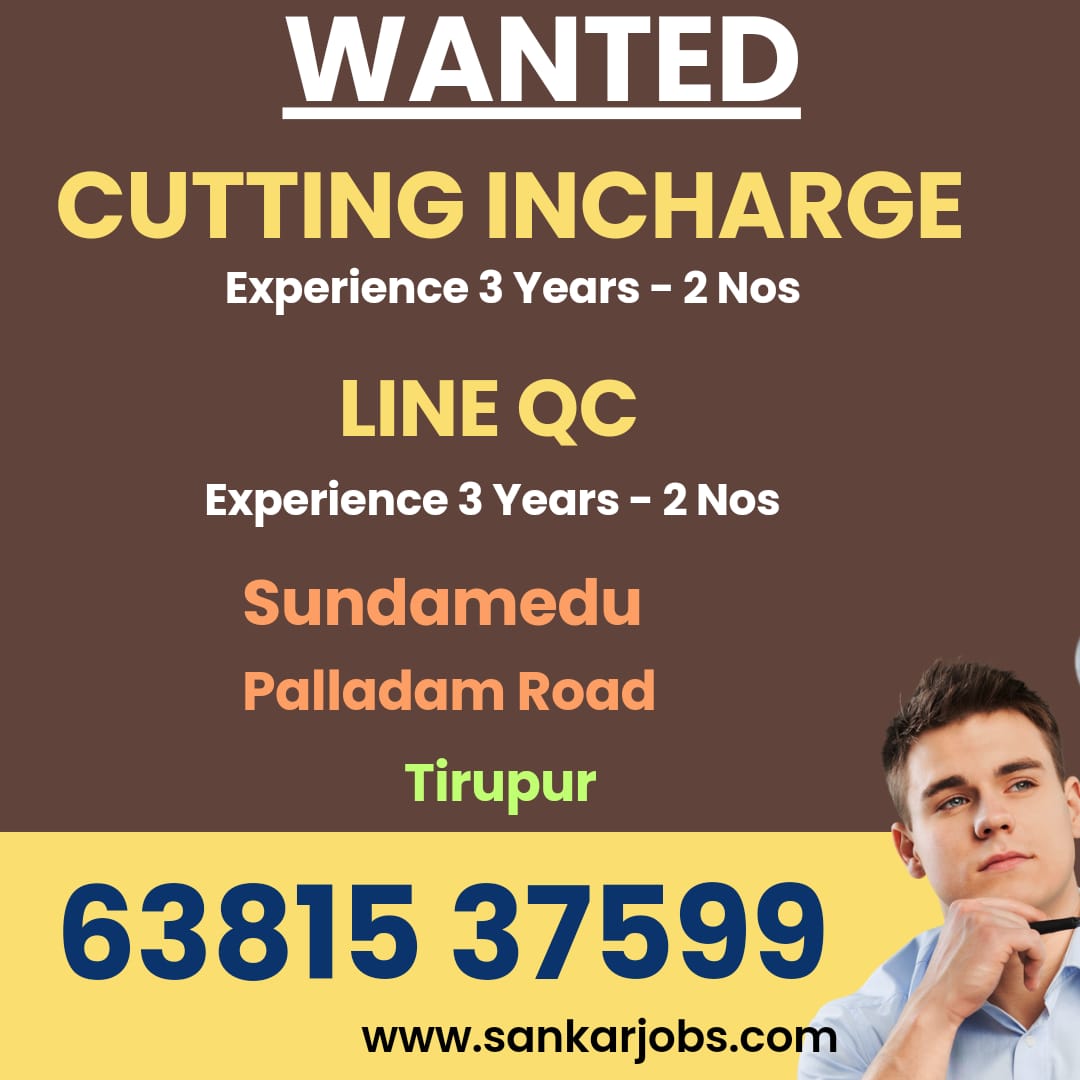 WANTED
CUTTING INCHARGE
Experience 3 Years - 2 Nos
LINE QC
Experience 3 Years - 2 Nos
Sundamedu
Palladam Road
Tirupur
63815 37599
www.sankarjobs.com